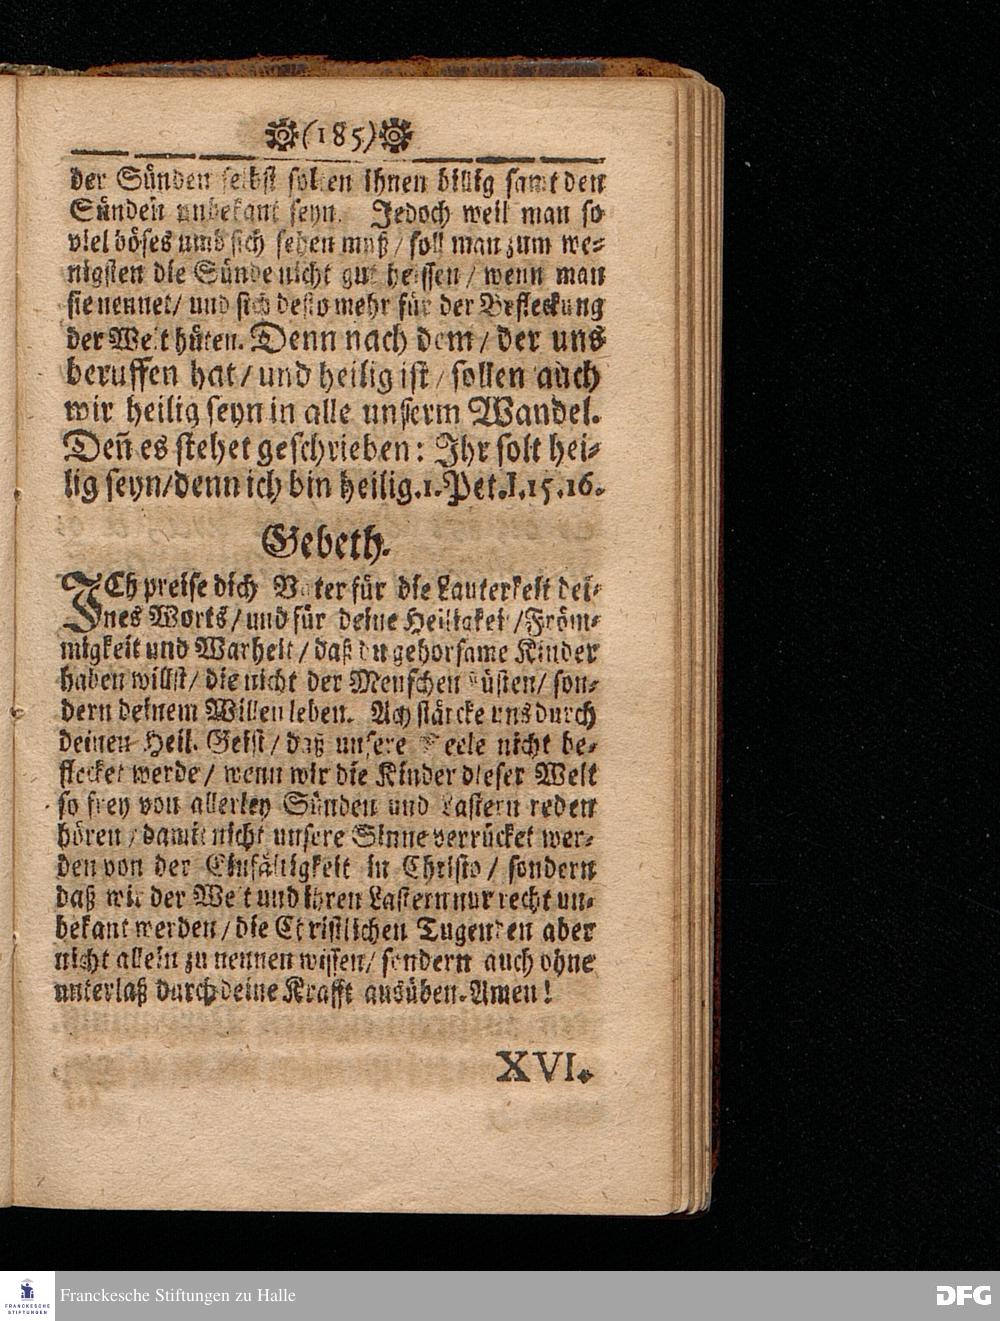 (185)
der Sünden selbst solten ihnen billig samt den
Sünden unbekant seyn. Jedoch weil man so
viel böses umb sich sehen muß / soll man zum we-
nigsten die Sünde nicht gut heissen / wenn man
sie nennet / und sich desto mehr für der Befleckung
der Welt hüten. Denn nach dem / der uns
beruffen hat / und heilig ist / sollen auch
wir heilig seyn in alle unserm Wandel.
Deñ es stehet geschrieben: Ihr solt hei-
lig seyn / denn ich bin heilig. 1. Pet. I. 15. 16.
Gebeth.
ICh preise dich Vater für die Lauterkeit dei-
nes Worts / und für deine Heiligkeit / Fröm-
migkeit und Warheit / daß du gehorsame Kinder
haben willst / die nicht der Menschen Lüsten / son-
dern deinem Willen leben. Ach stärcke uns durch
deinen Heil. Geist / daß unsere Seele nicht be-
flecket werde / wenn wir die Kinder dieser Welt
so frey von allerley Sünden und Lastern reden
hören / damit nicht unsere Sinne verrücket wer-
den von der Einfältigkeit in Christo / sondern
daß wir der Welt und ihren Lastern nur recht un-
bekant werden / die Christlichen Tugenden aber
nicht allein zu nennen wissen / sondern auch ohne
unterlaß durch deine Krafft ausüben. Amen!
XVI.
FRANCKESCHE
STIFTUNGEN
Franckesche Stiftungen zu Halle
DFG